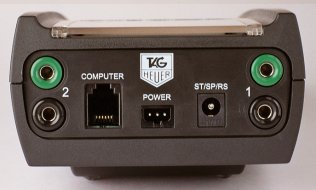 TAG
HEUER
COMPUTER
POWER
ST/SP/RS
2
1